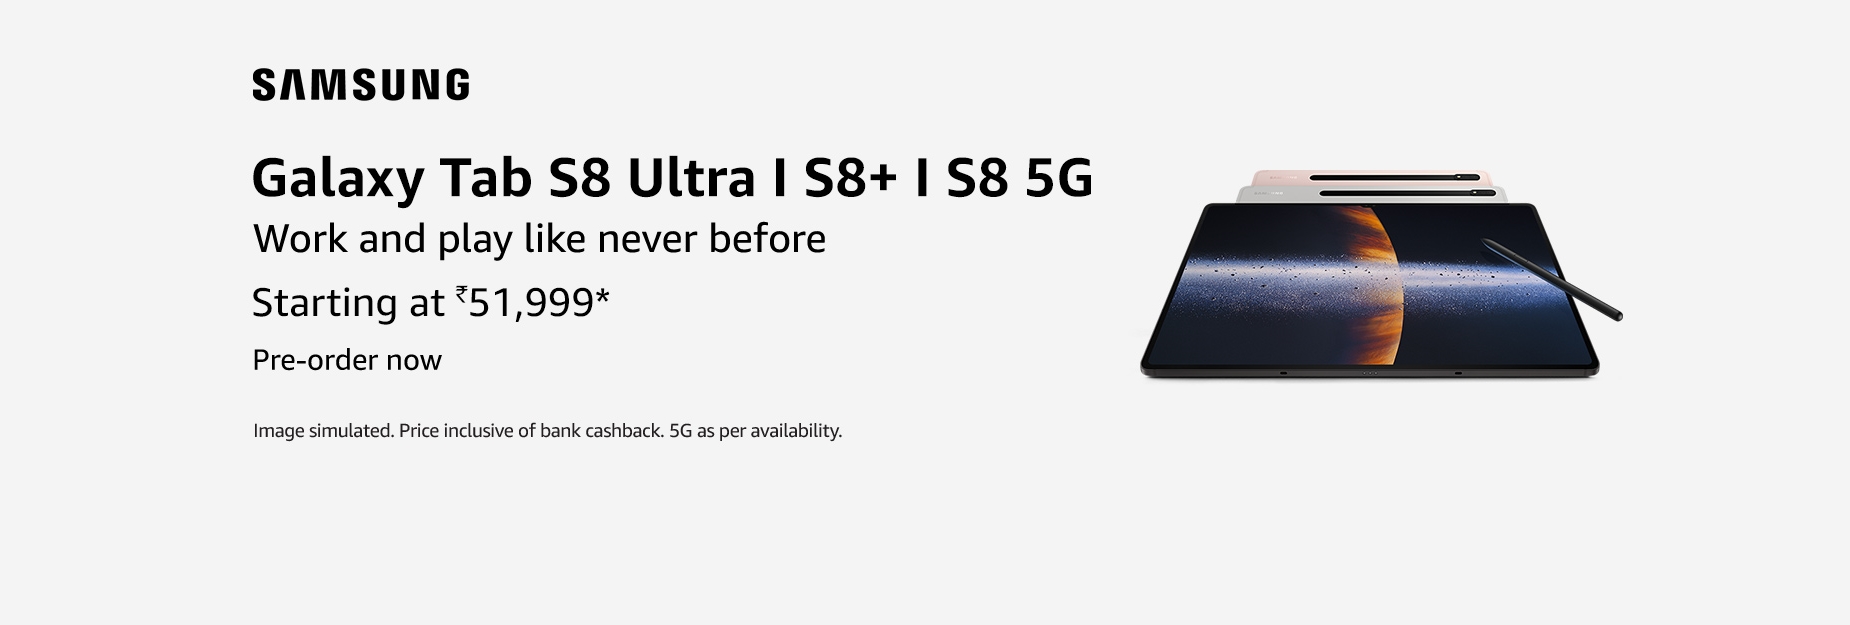 SAMSUNG
Galaxy Tab S8 Ultra I S8+ I S8 5G
Work and play like never before
Starting at ₹51,999*
Pre-order now
Image simulated. Price inclusive of bank cashback. 5G as per availability.